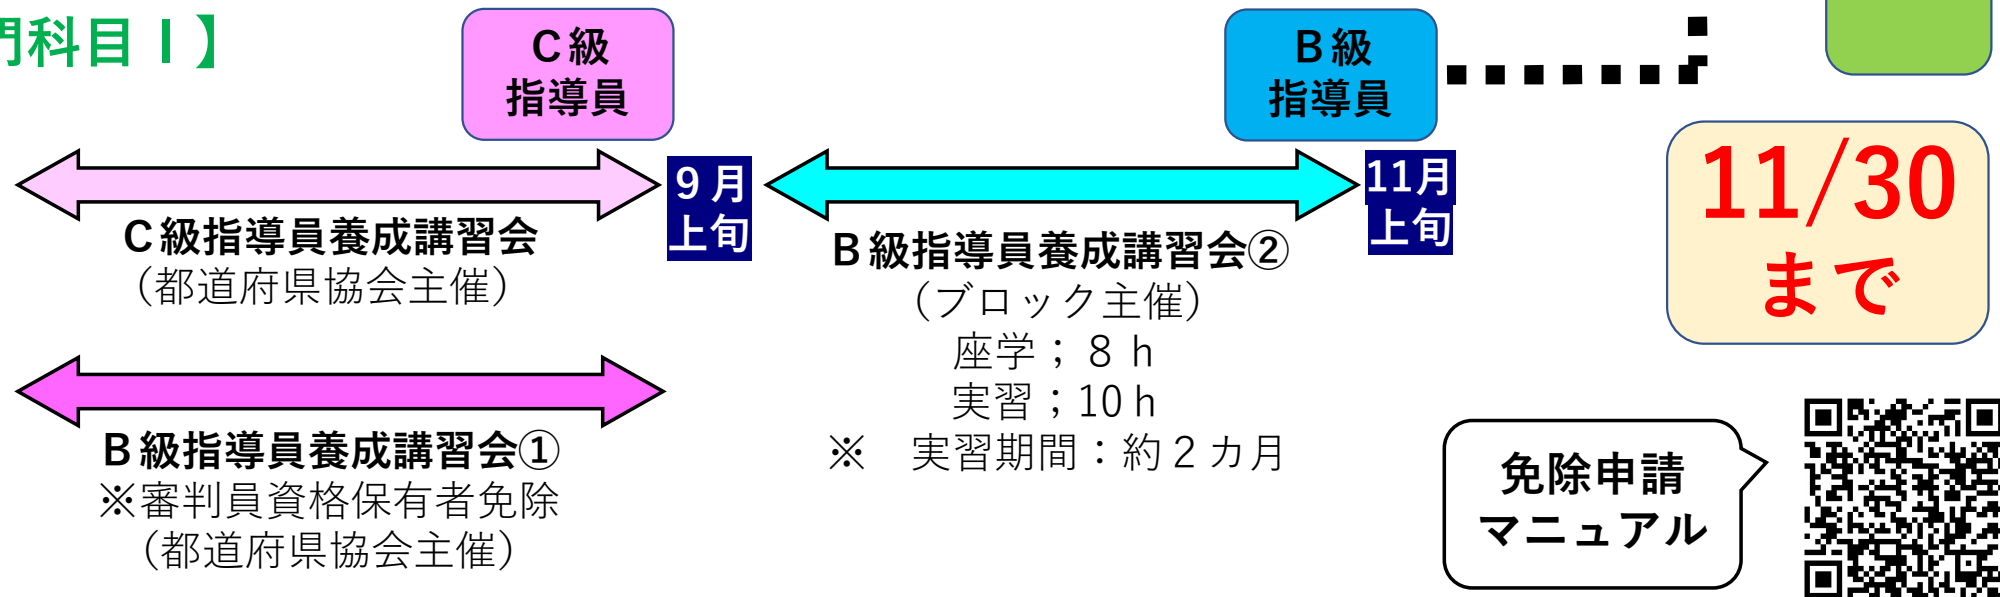 門科目Ⅰ】
C級
指導員
B級
指導員
9月
上旬
11月
上旬
11/30
まで
C級指導員養成講習会
（都道府県協会主催）
B級指導員養成講習会②
（ブロック主催）
座学；８ｈ
実習；10ｈ
※　実習期間：約２カ月
B級指導員養成講習会①
※審判員資格保有者免除
（都道府県協会主催）
免除申請
マニュアル